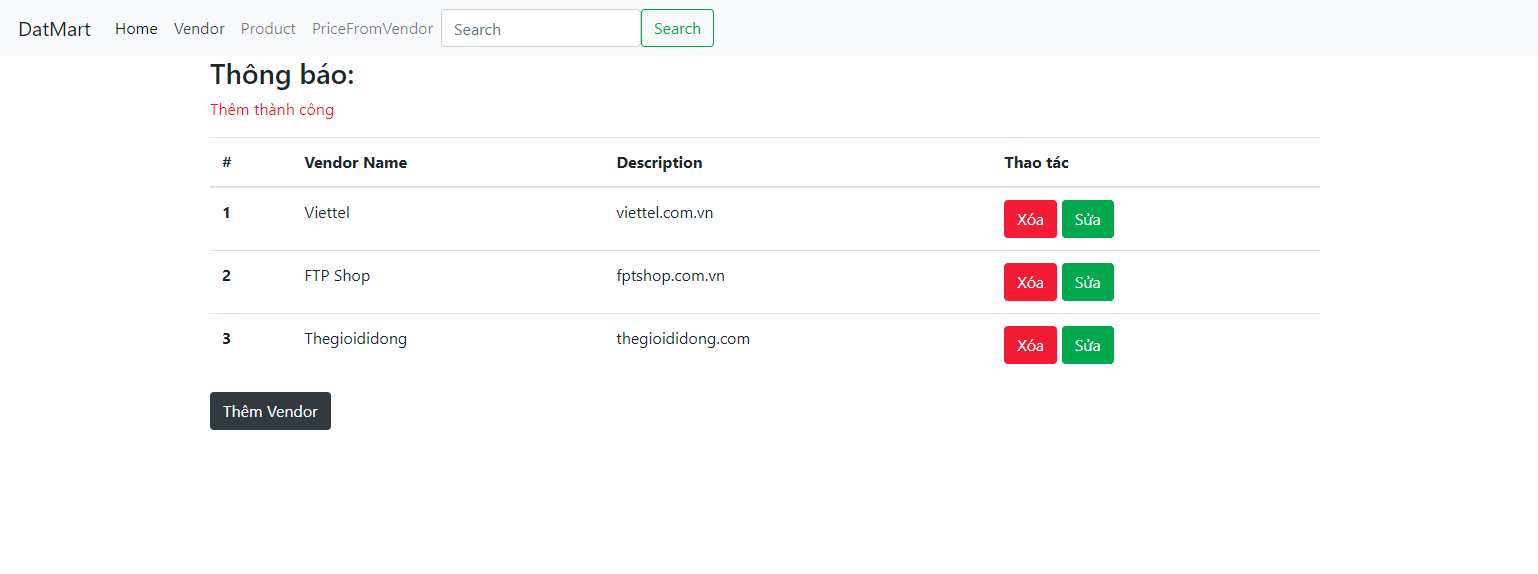 DatMart Home Vendor Product PriceFromVendor Search Search
Thông báo:
Thêm thành công
# Vendor Name Description Thao tác
1 Viettel viettel.com.vn Xóa Sửa
2 FTP Shop fptshop.com.vn Xóa Sửa
3 Thegioididong thegioididong.com Xóa Sửa
Thêm Vendor